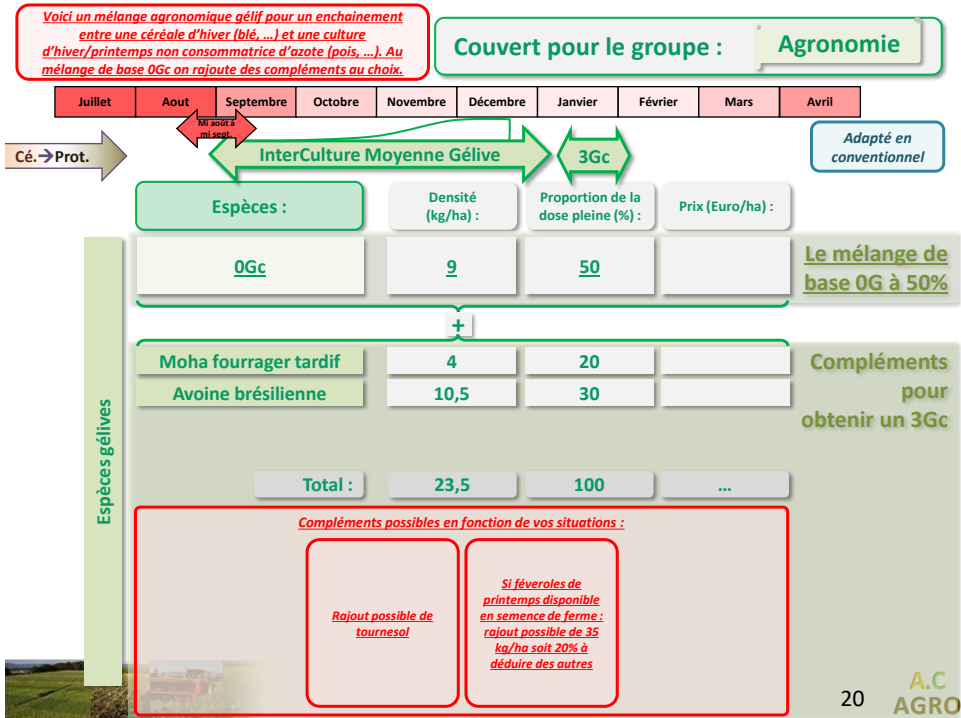 Voici un mélange agronomique gélif pour un enchainement
entre une céréale d'hiver (blé, ...) et une culture
d'hiver/printemps non consommatrice d'azote (pois, ...). Au
mélange de base 0Gc on rajoute des compléments au choix.
Couvert pour le groupe :
Agronomie
Juillet Aout Septembre Octobre Novembre Décembre Janvier Février Mars Avril
Mi août à
mi sept.
Cé.→Prot.
InterCulture Moyenne Gélive
3Gc
Adapté en
conventionnel
Espèces :
Densité
(kg/ha) :
Proportion de la
dose pleine (%) :
Prix (Euro/ha) :
0Gc 9 50
Le mélange de
base 0G à 50%
+
Moha fourrager tardif 4 20
Avoine brésilienne 10,5 30
Compléments
pour
obtenir un 3Gc
Espèces gélives
Total : 23,5 100 ...
Compléments possibles en fonction de vos situations :
Rajout possible de
tournesol
Si féveroles de
printemps disponible
en semence de ferme :
rajout possible de 35
kg/ha soit 20% à
déduire des autres
20
A.C
AGRO